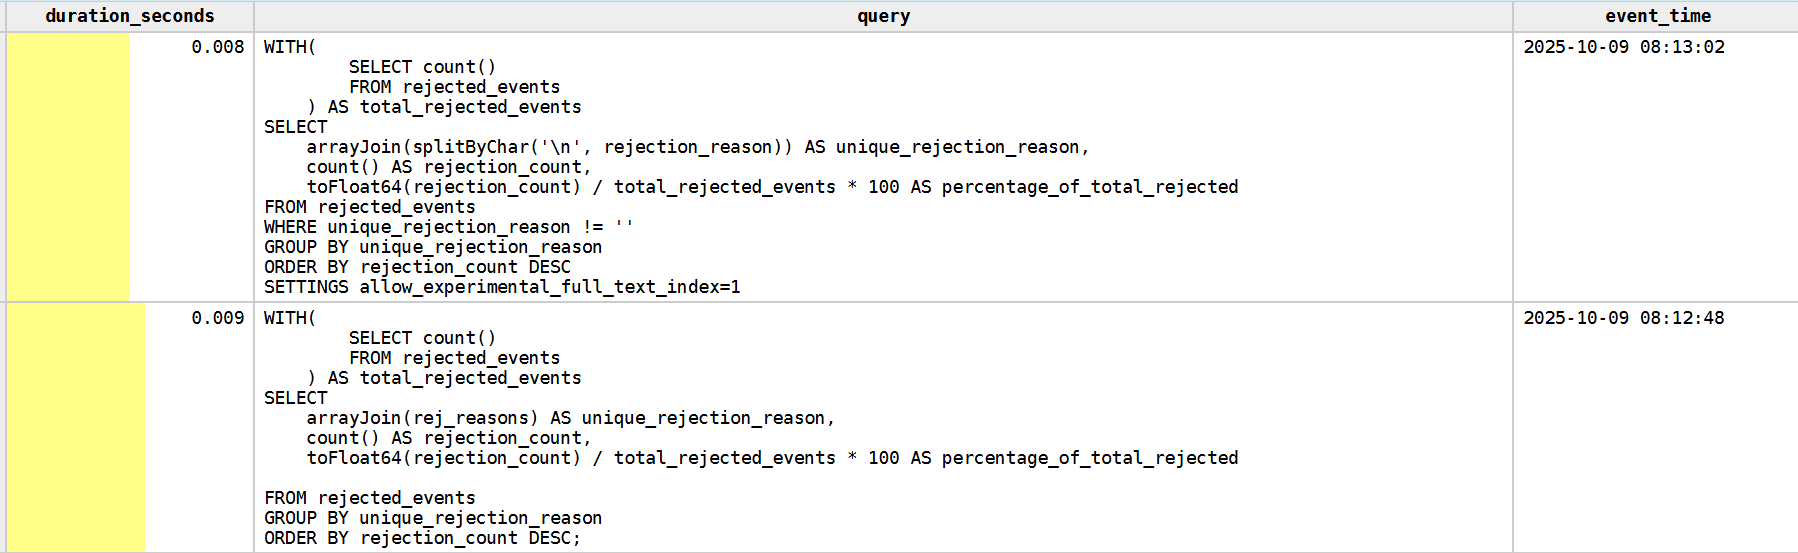 duration_seconds query event_time
0.008 WITH( 2025-10-09 08:13:02
        SELECT count()
        FROM rejected_events
    ) AS total_rejected_events
SELECT
    arrayJoin(splitByChar('\n', rejection_reason)) AS unique_rejection_reason,
    count() AS rejection_count,
    toFloat64(rejection_count) / total_rejected_events * 100 AS percentage_of_total_rejected
FROM rejected_events
WHERE unique_rejection_reason != ''
GROUP BY unique_rejection_reason
ORDER BY rejection_count DESC
SETTINGS allow_experimental_full_text_index=1
0.009 WITH( 2025-10-09 08:12:48
        SELECT count()
        FROM rejected_events
    ) AS total_rejected_events
SELECT
    arrayJoin(rej_reasons) AS unique_rejection_reason,
    count() AS rejection_count,
    toFloat64(rejection_count) / total_rejected_events * 100 AS percentage_of_total_rejected
FROM rejected_events
GROUP BY unique_rejection_reason
ORDER BY rejection_count DESC;